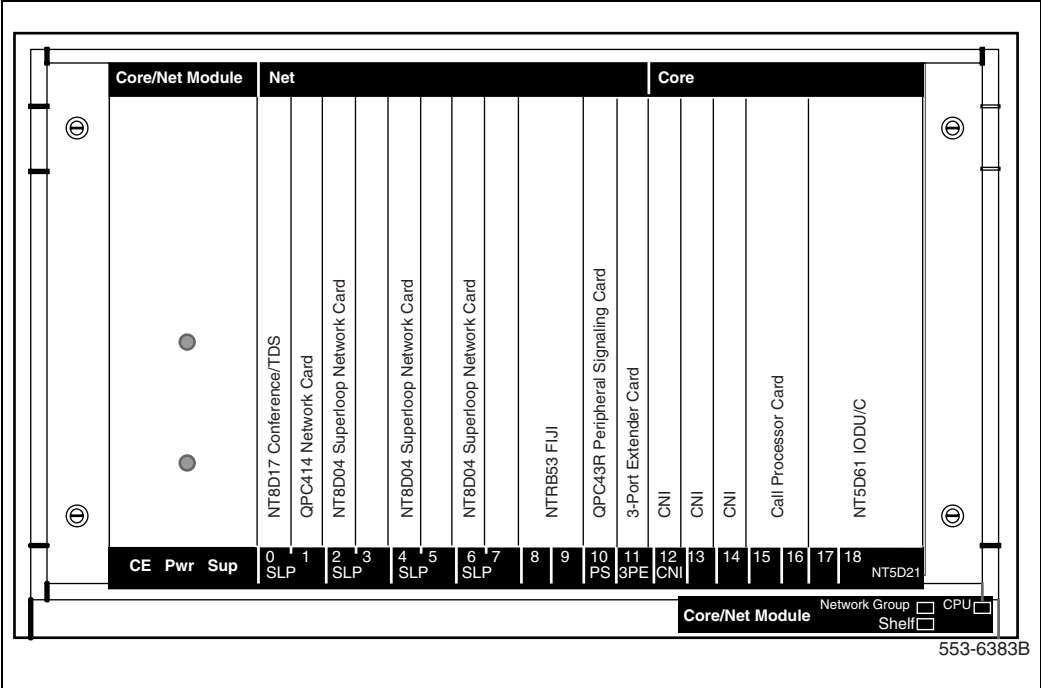 Core/Net Module Net Core
NT8D17 Conference/TDS
QPC414 Network Card
NT8D04 Superloop Network Card
NT8D04 Superloop Network Card
NT8D04 Superloop Network Card
NTRB53 FIJI
QPC43R Peripheral Signaling Card
3-Port Extender Card
CNI
CNI
CNI
Call Processor Card
NT5D61 IODU/C
CE Pwr Sup
0 1 2 3 4 5 6 7 8 9 10 11 12 13 14 15 16 17 18
SLP SLP SLP SLP PS 3PE CNI NT5D21
Core/Net Module Network Group CPU
Shelf
553-6383B